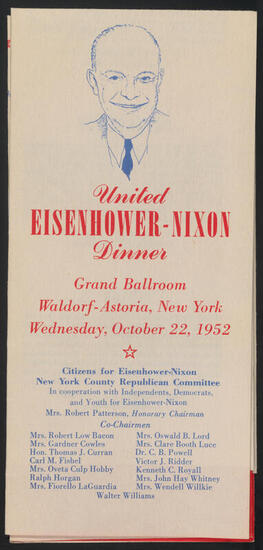 United
EISENHOWER-NIXON
Dinner
Grand Ballroom
Waldorf-Astoria, New York
Wednesday, October 22, 1952
Citizens for Eisenhower-Nixon
New York County Republican Committee
In cooperation with Independents, Democrats,
and Youth for Eisenhower-Nixon
Mrs. Robert Patterson, Honorary Chairman
Co-Chairmen
Mrs. Robert Low Bacon
Mrs. Gardner Cowles
Hon. Thomas J. Curran
Carl M. Fishel
Mrs. Oveta Culp Hobby
Ralph Horgan
Mrs. Fiorello LaGuardia
Mrs. Oswald B. Lord
Mrs. Clare Booth Luce
Dr. C. B. Powell
Victor J. Ridder
Kenneth C. Royall
Mrs. John Hay Whitney
Mrs. Wendell Willkie
Walter Williams